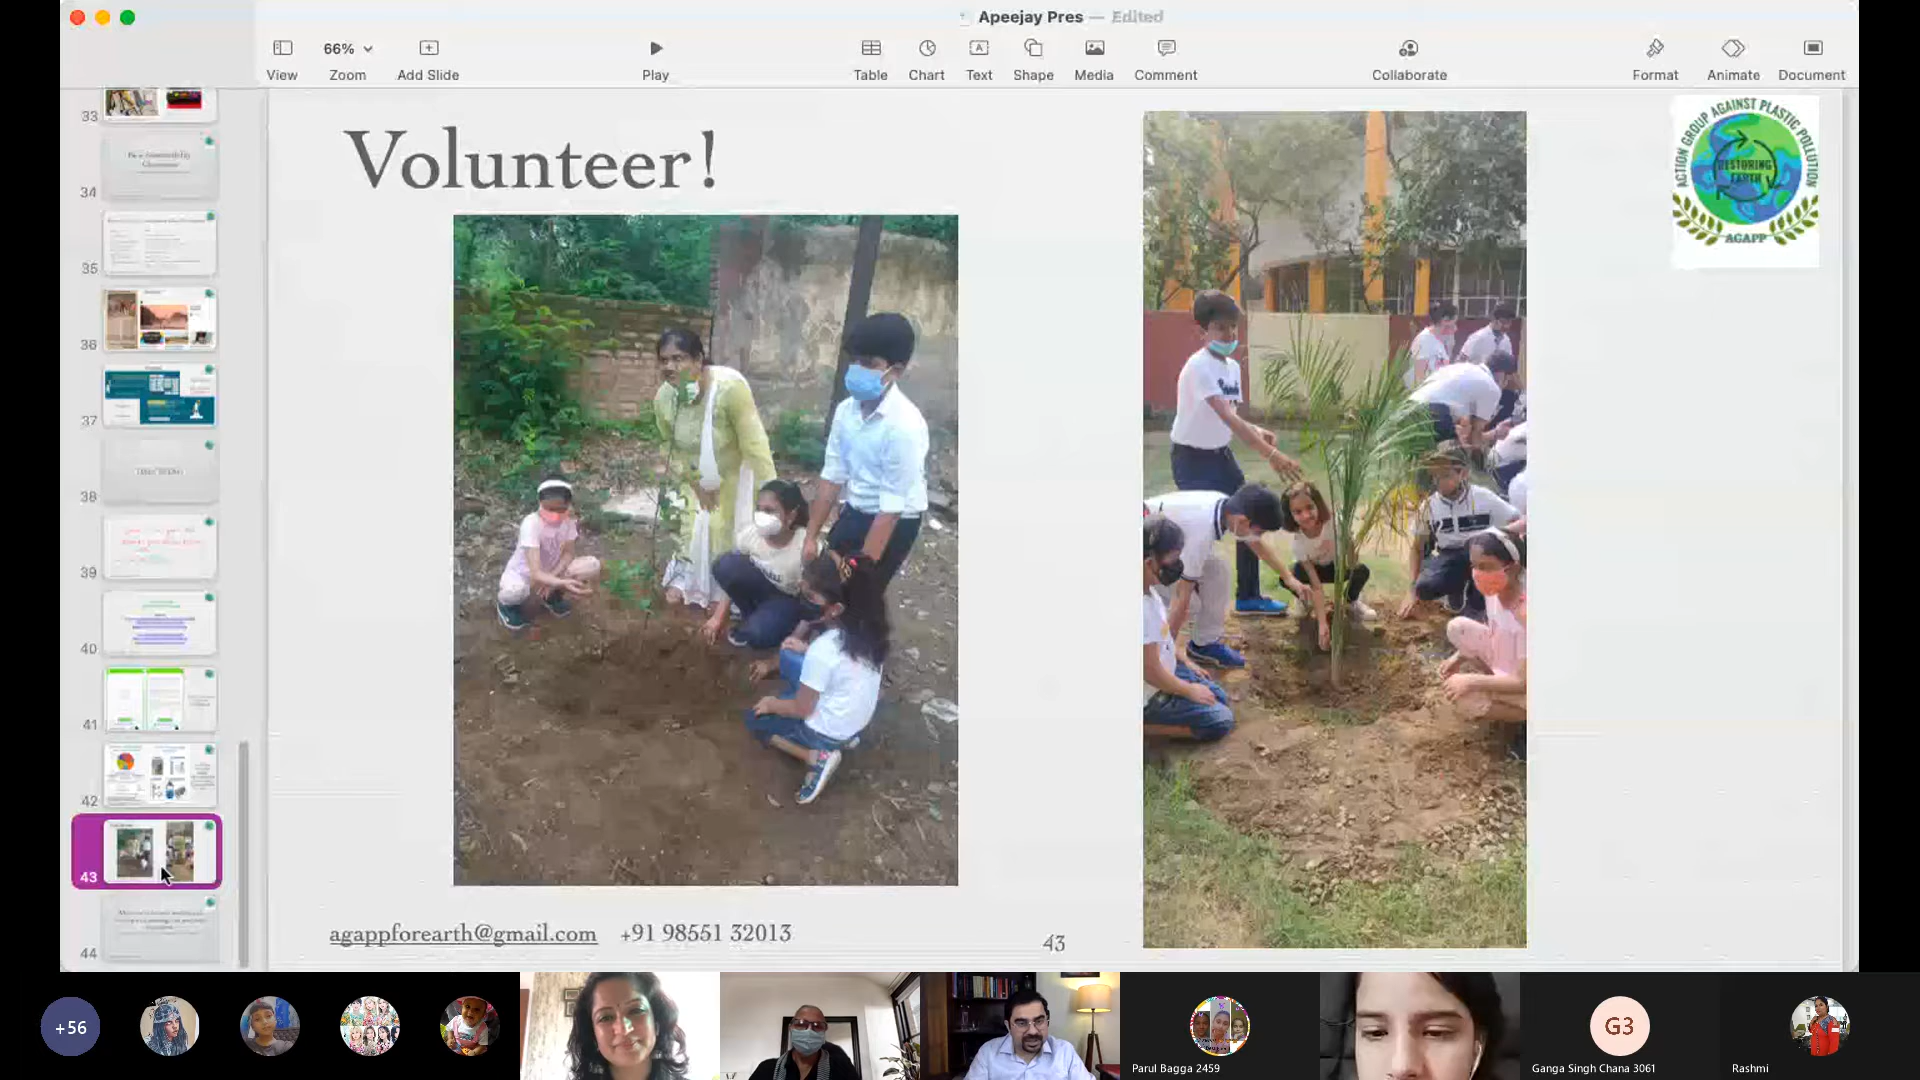 Apeejay Pres — Edited
66%
View Zoom Add Slide Play Table Chart Text Shape Media Comment Collaborate Format Animate Document
33
34
35
36
37
38
39
40
41
42
43
44
Volunteer!
ACTION GROUP AGAINST PLASTIC POLLUTION
RESTORING
EARTH
AGAPP
agappforearth@gmail.com +91 98551 32013
43
+56
G3
Parul Bagga 2459
Ganga Singh Chana 3061
Rashmi